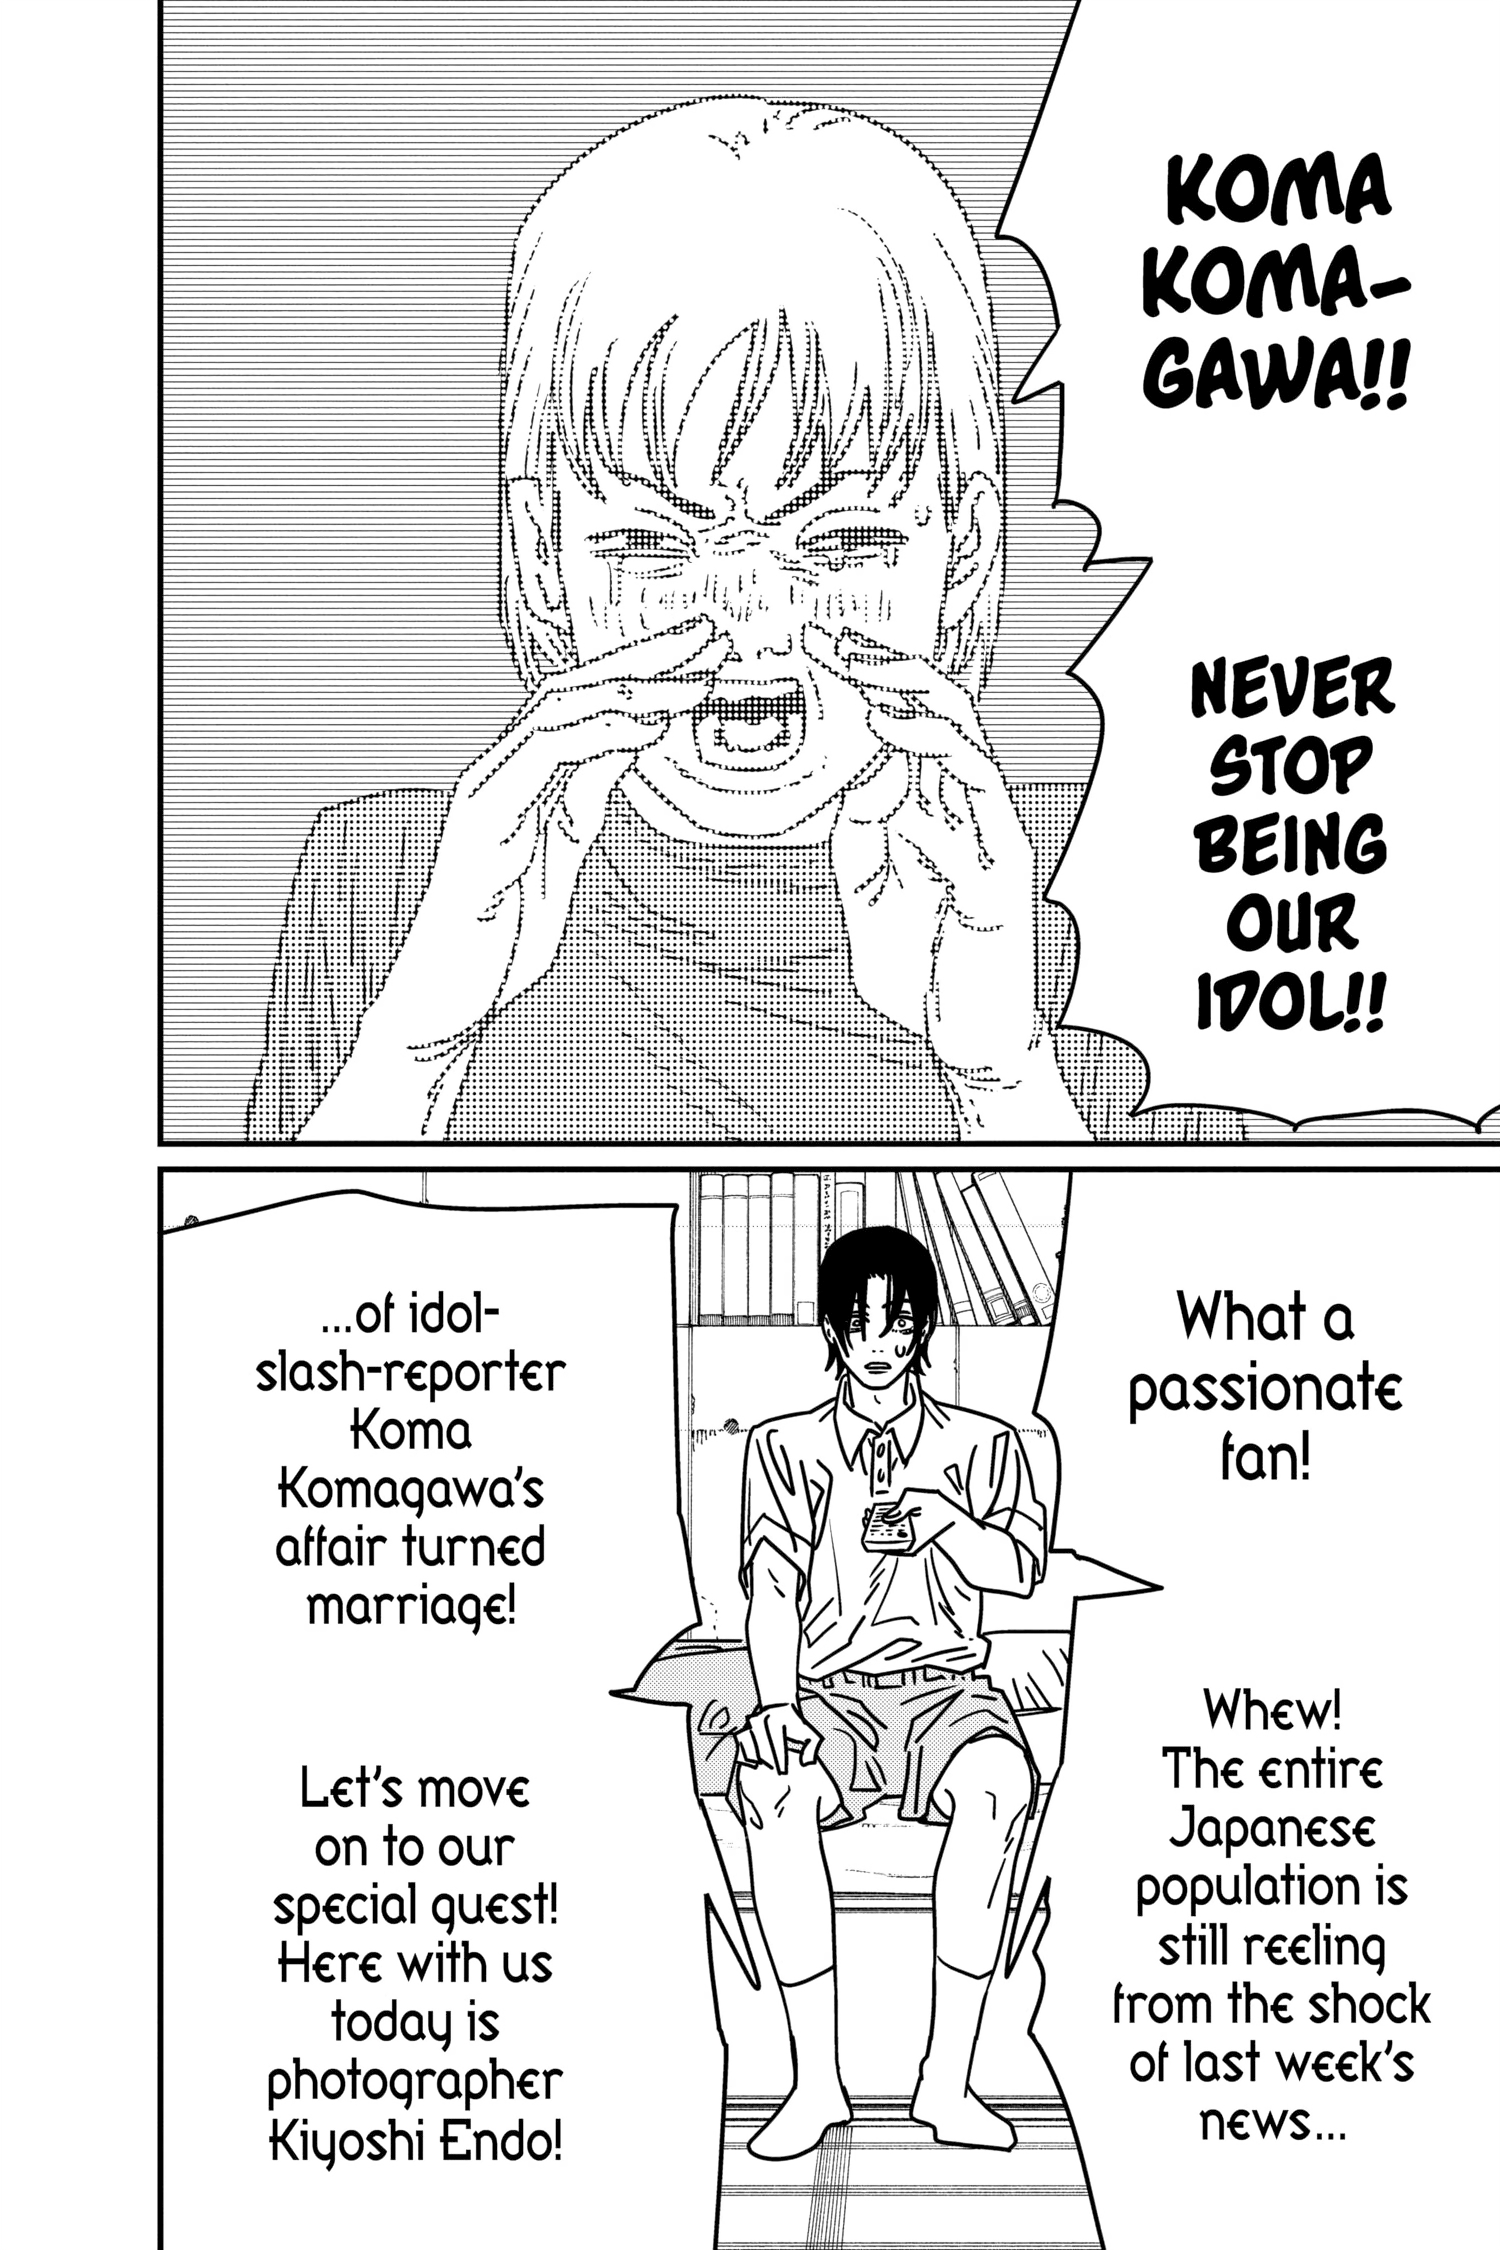 KOMA
KOMA-
GAWA!!
NEVER
STOP
BEING
OUR
IDOL!!
What a
passionate
fan!
Whew!
The entire
Japanese
population is
still reeling
from the shock
of last week's
news...
...of idol-
slash-reporter
Koma
Komagawa's
affair turned
marriage!
Let's move
on to our
special guest!
Here with us
today is
photographer
Kiyoshi Endo!